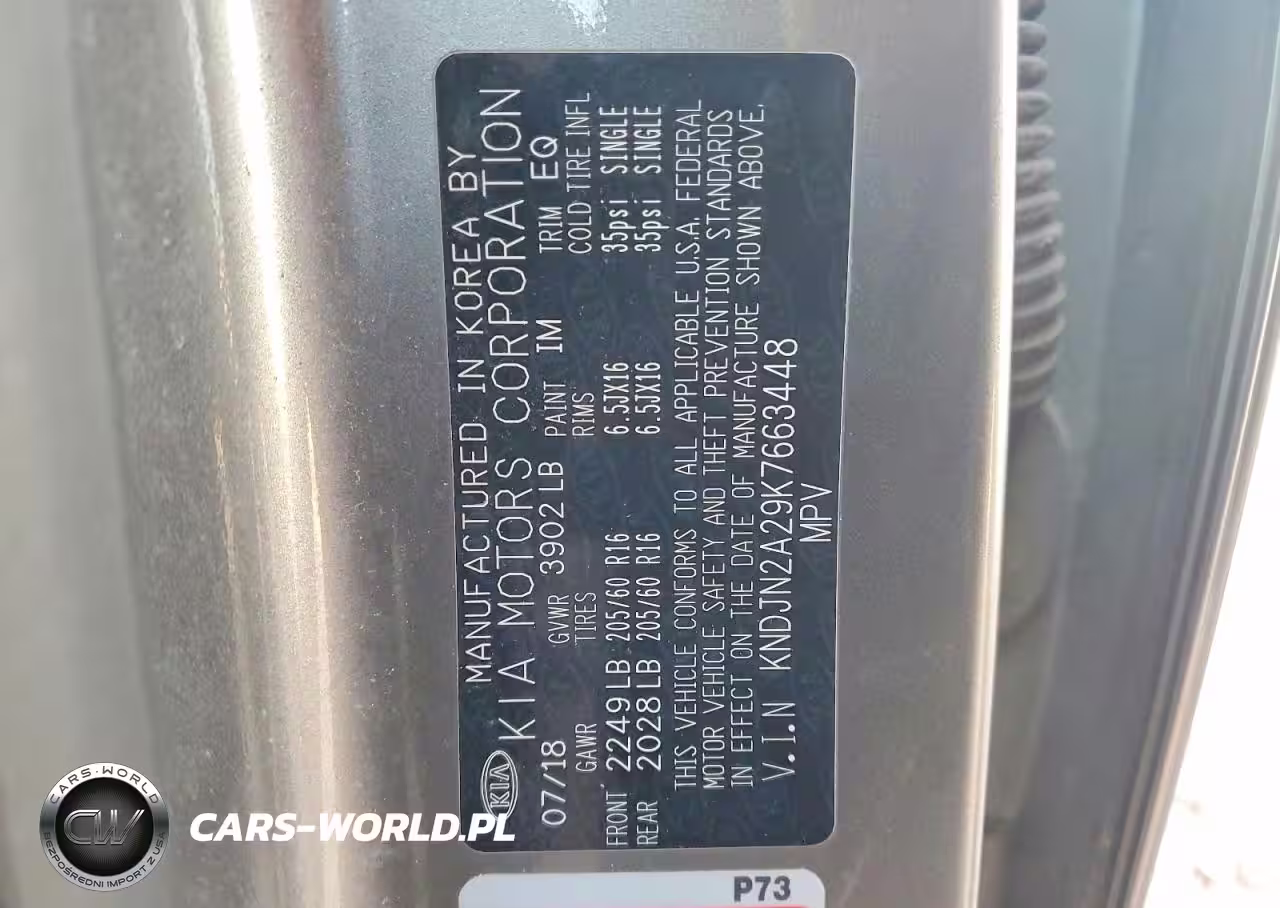 MANUFACTURED IN KOREA BY
KIA KIA MOTORS CORPORATION
07/18 GVWR 3902LB PAINT IM TRIM EQ
GAWR TIRES RIMS COLD TIRE INFL
FRONT 2249LB 205/60 R16 6.5JX16 35psi SINGLE
REAR 2028LB 205/60 R16 6.5JX16 35psi SINGLE
THIS VEHICLE CONFORMS TO ALL APPLICABLE U.S.A. FEDERAL
MOTOR VEHICLE SAFETY AND THEFT PREVENTION STANDARDS
IN EFFECT ON THE DATE OF MANUFACTURE SHOWN ABOVE.
V.I.N KNDJN2A29K7663448
MPV
P73
CARS-WORLD
CW
BEZPOŚREDNI IMPORT Z USA
CARS-WORLD.PL